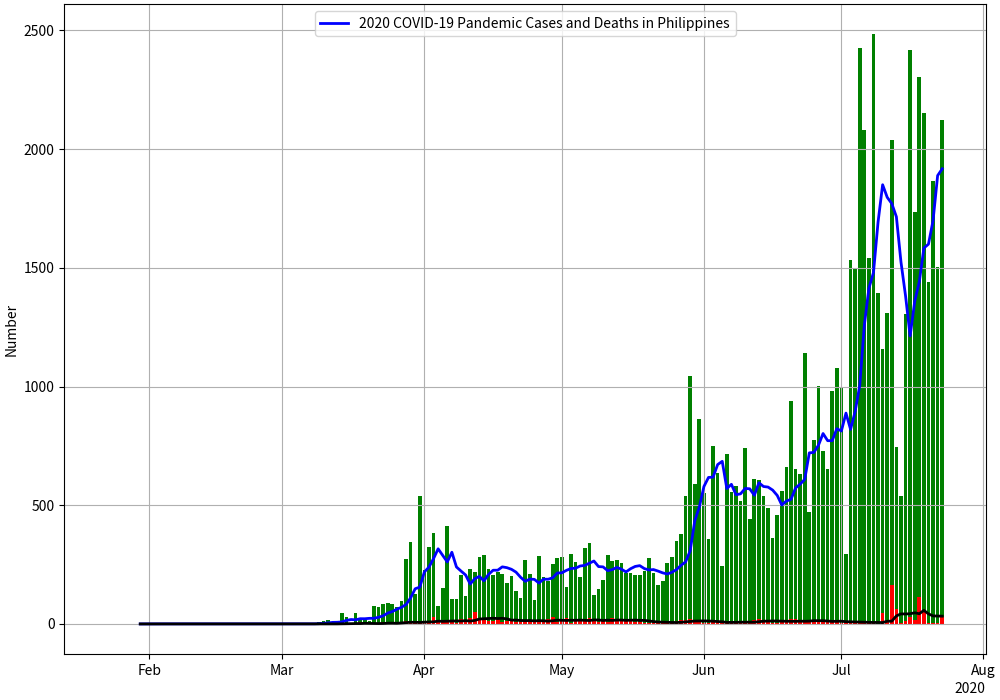 2020 COVID-19 Pandemic Cases and Deaths in Philippines
2500
2000
1500
1000
500
0
Number
Feb Mar Apr May Jun Jul Aug
2020